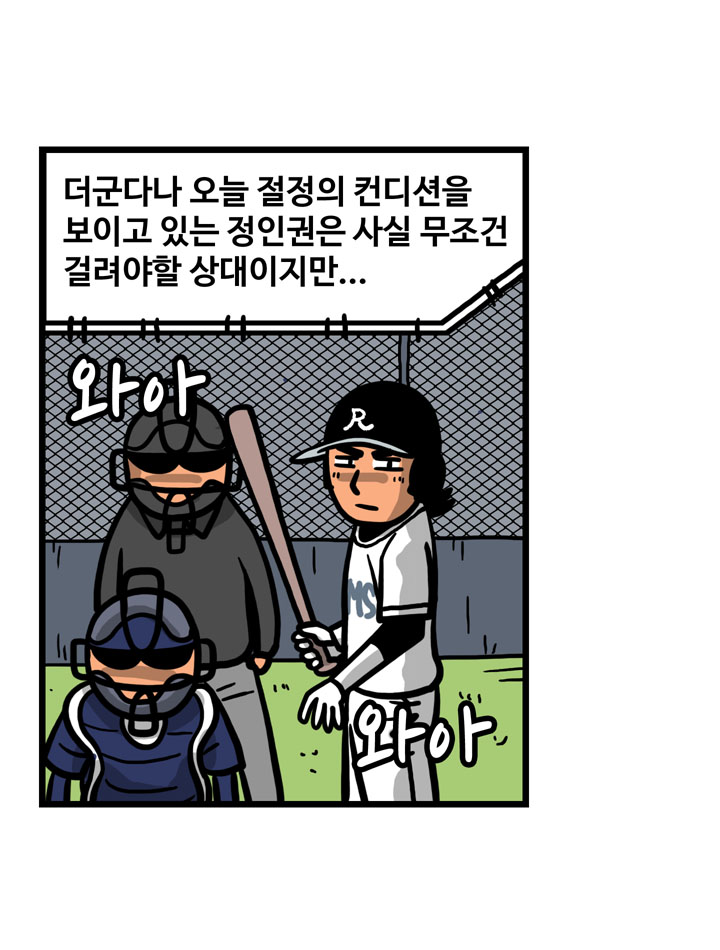 더군다나 오늘 절정의 컨디션을
보이고 있는 정인권은 사실 무조건
걸려야할 상대이지만...
와아
R
MS
와아